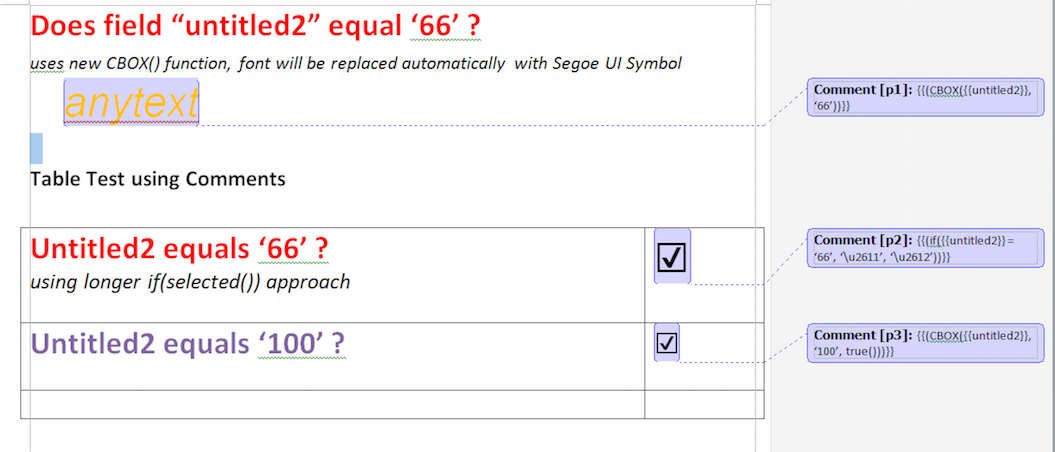 Does field “untitled2” equal ‘66’ ?
uses new CBOX() function, font will be replaced automatically with Segoe UI Symbol
anytext
Comment [p1]: {{(CBOX({{untitled2}},
‘66’))}}
Table Test using Comments
Untitled2 equals ‘66’ ?
using longer if(selected()) approach
☑
Comment [p2]: {{(if({{untitled2}} =
‘66’, ‘\u2611’, ‘\u2612’))}}
Untitled2 equals ‘100’ ?
☑
Comment [p3]: {{(CBOX({{untitled2}},
‘100’, true()))}}